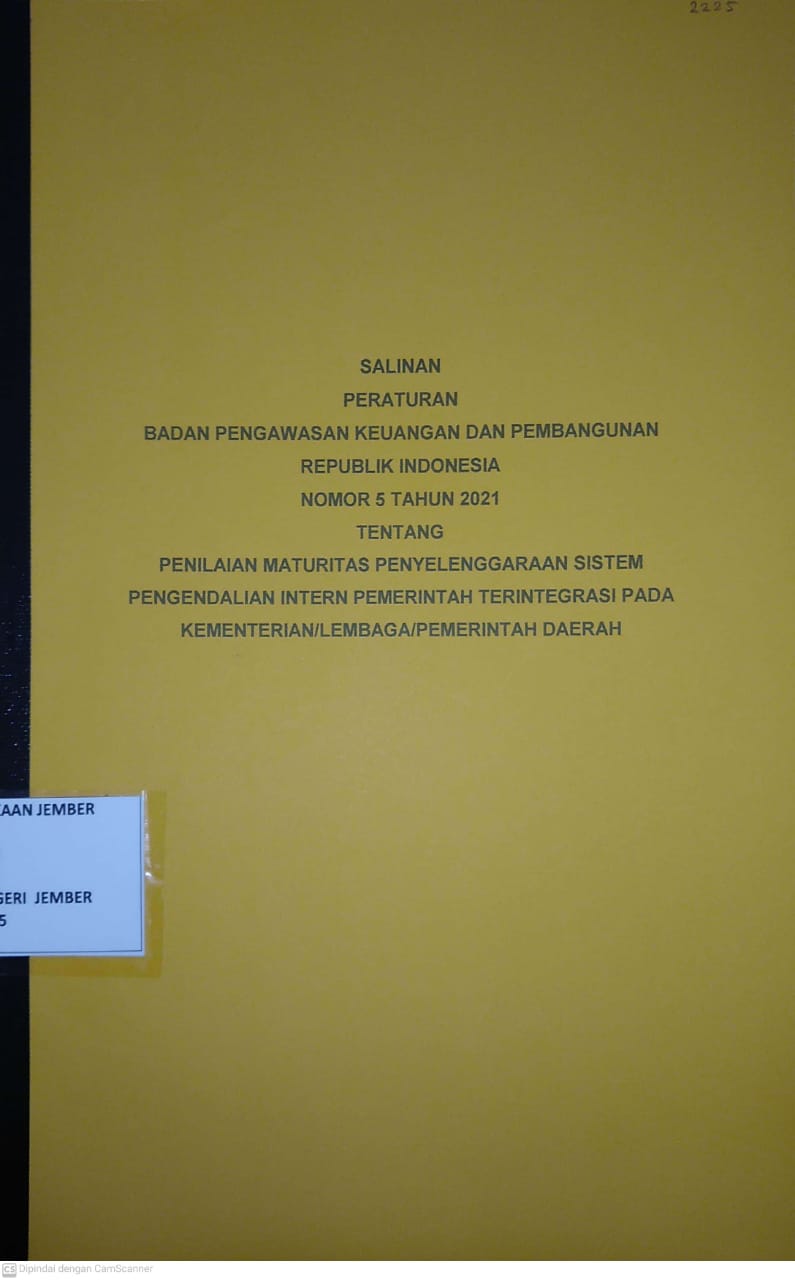 2225
SALINAN
PERATURAN
BADAN PENGAWASAN KEUANGAN DAN PEMBANGUNAN
REPUBLIK INDONESIA
NOMOR 5 TAHUN 2021
TENTANG
PENILAIAN MATURITAS PENYELENGGARAAN SISTEM
PENGENDALIAN INTERN PEMERINTAH TERINTEGRASI PADA
KEMENTERIAN/LEMBAGA/PEMERINTAH DAERAH
AAN JEMBER
GERI JEMBER
5
CS Dipindai dengan CamScanner